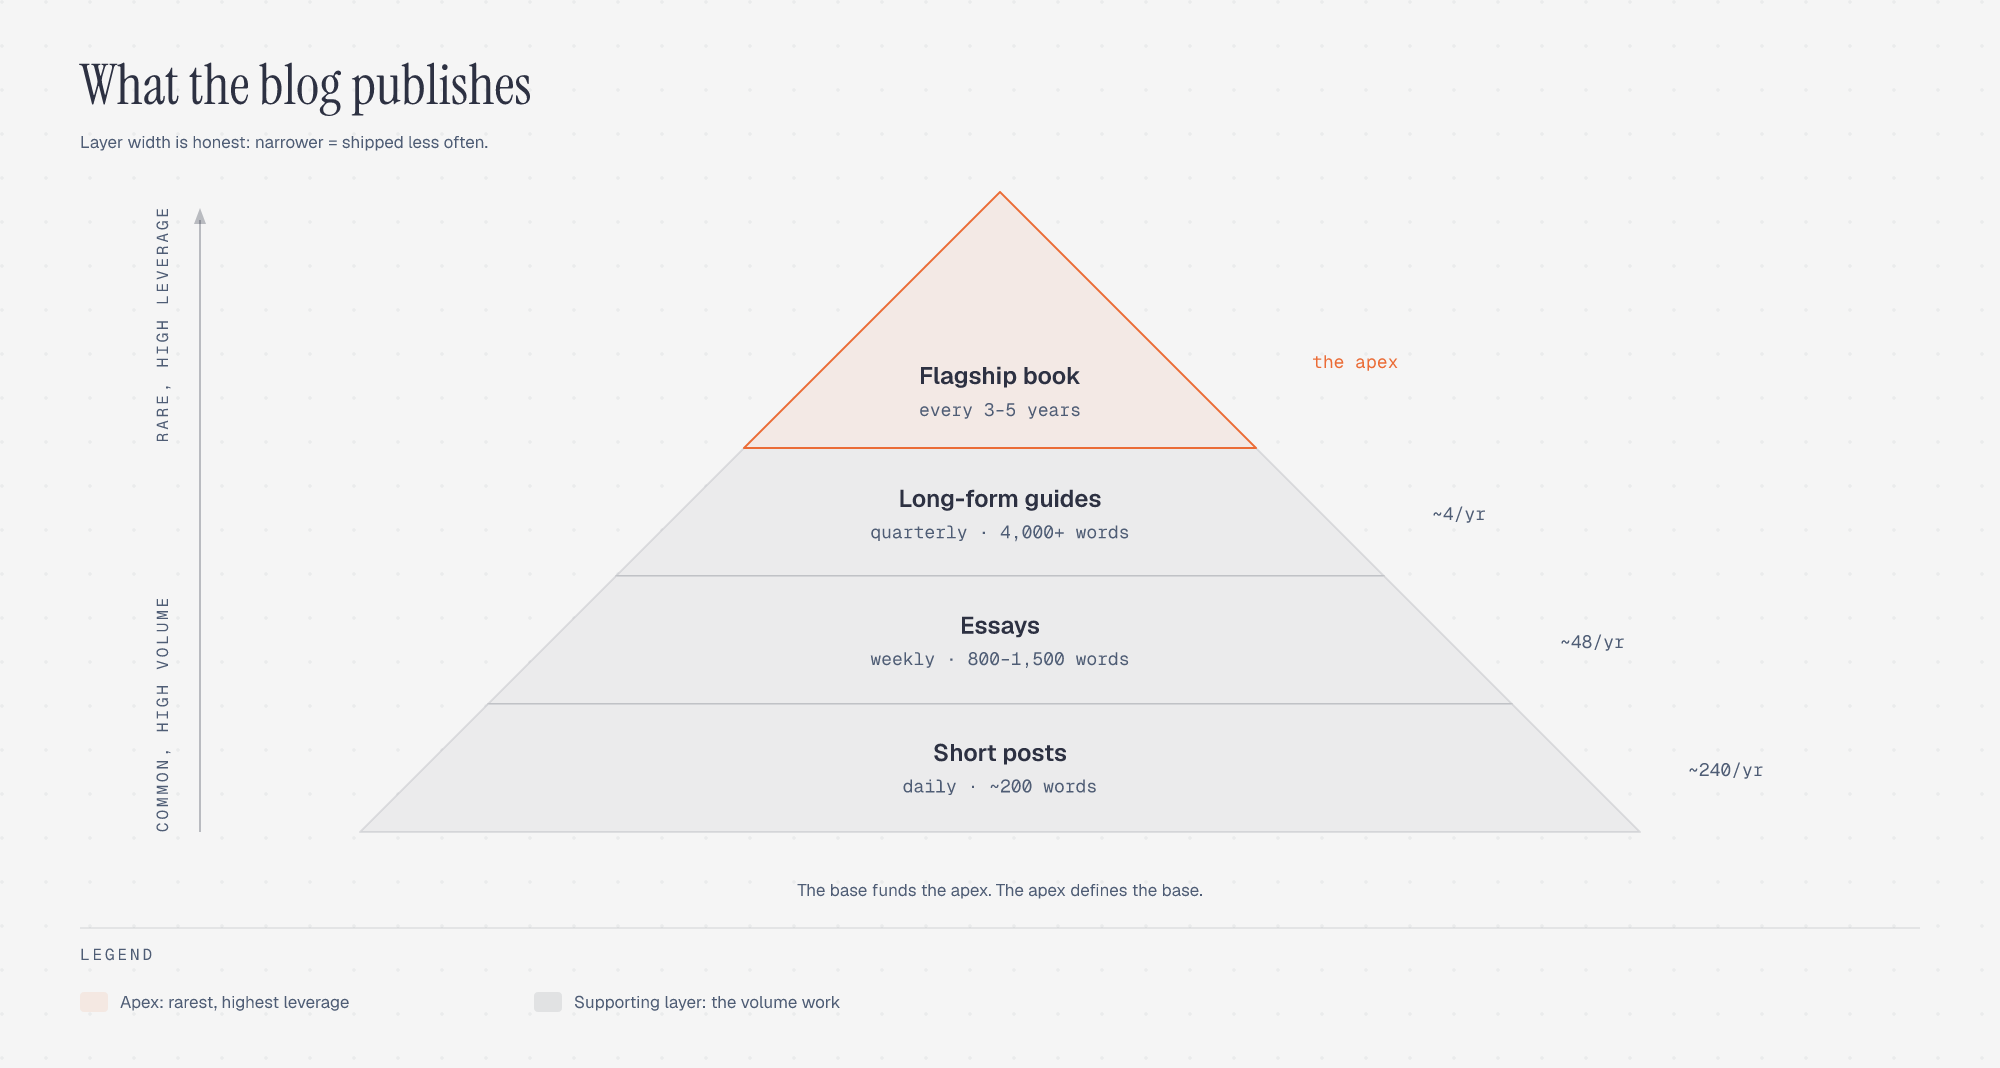 What the blog publishes
Layer width is honest: narrower = shipped less often.
RARE, HIGH LEVERAGE
COMMON, HIGH VOLUME
Flagship book
every 3–5 years
the apex
Long-form guides
quarterly · 4,000+ words
~4/yr
Essays
weekly · 800–1,500 words
~48/yr
Short posts
daily · ~200 words
~240/yr
The base funds the apex. The apex defines the base.
LEGEND
Apex: rarest, highest leverage
Supporting layer: the volume work